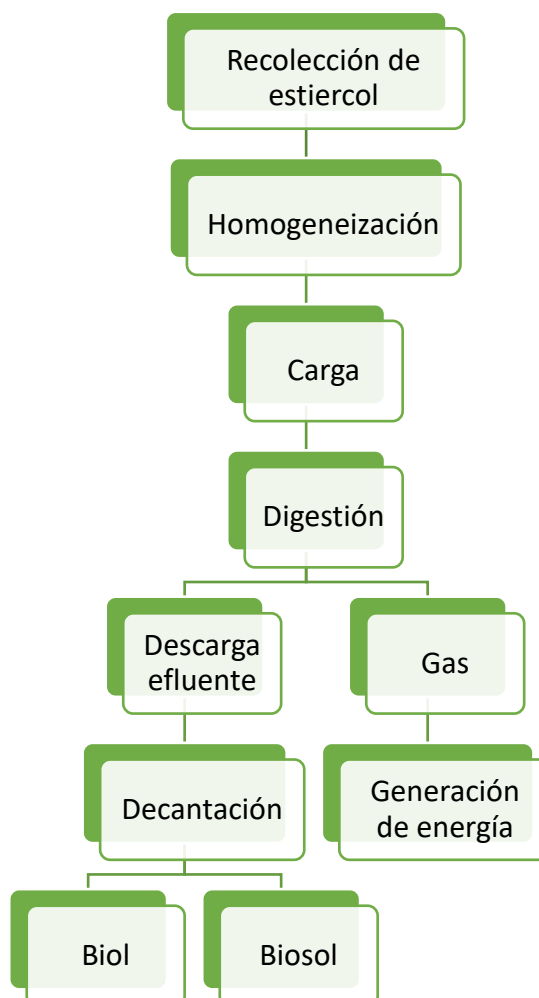 Recolección de
estiercol
Homogeneización
Carga
Digestión
Descarga
efluente
Gas
Decantación
Generación
de energía
Biol
Biosol